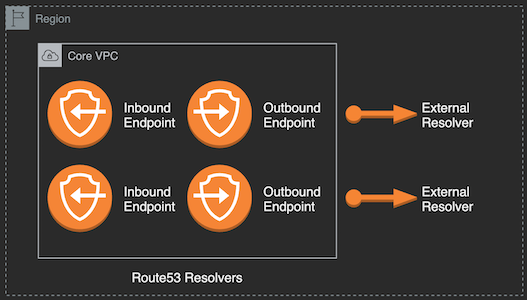 Region
Core VPC
Inbound
Endpoint
Outbound
Endpoint
External
Resolver
Inbound
Endpoint
Outbound
Endpoint
External
Resolver
Route53 Resolvers